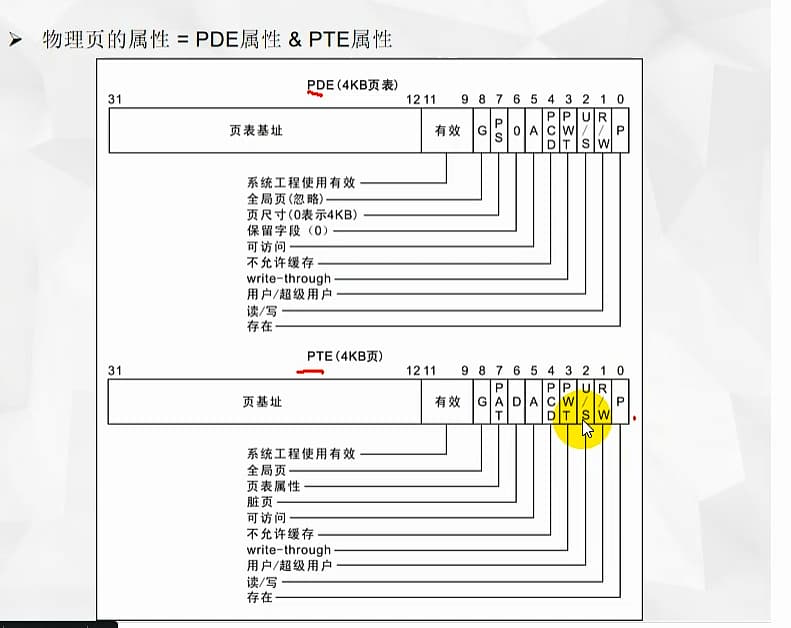 ➢ 物理页的属性 = PDE属性 & PTE属性
PDE(4KB页表)
31 12 11 9 8 7 6 5 4 3 2 1 0
页表基址 有效 G PS 0 A PCD PWT U/S R/W P
系统工程使用有效
全局页(忽略)
页尺寸(0表示4KB)
保留字段（0）
可访问
不允许缓存
write-through
用户/超级用户
读/写
存在
PTE(4KB页)
31 12 11 9 8 7 6 5 4 3 2 1 0
页基址 有效 G PAT D A PCD PWT U/S R/W P
系统工程使用有效
全局页
页表属性
脏页
可访问
不允许缓存
write-through
用户/超级用户
读/写
存在